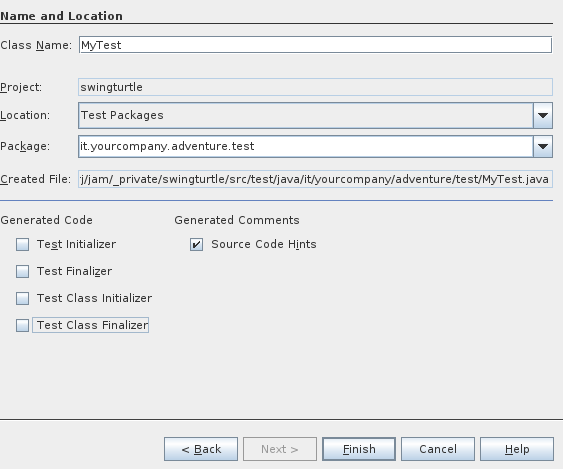 Name and Location
Class Name: MyTest
Project: swingturtle
Location: Test Packages
Package: it.yourcompany.adventure.test
Created File: j/jam/_private/swingturtle/src/test/java/it/yourcompany/adventure/test/MyTest.java
Generated Code Generated Comments
Test Initializer Source Code Hints
Test Finalizer
Test Class Initializer
Test Class Finalizer
< Back Next > Finish Cancel Help